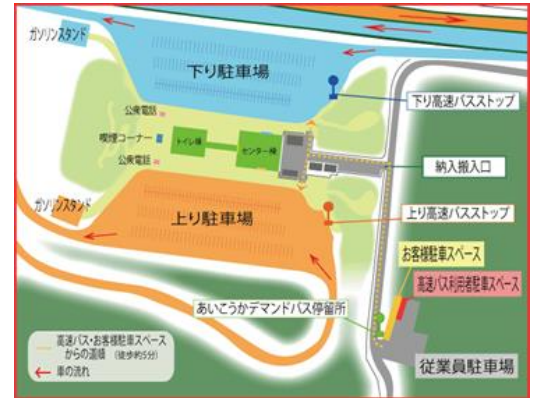 ガソリンスタンド
下り駐車場
公衆電話
喫煙コーナー
トイレ棟
センター棟
公衆電話
下り高速バスストップ
納入搬入口
ガソリンスタンド
上り駐車場
上り高速バスストップ
お客様駐車スペース
高速バス利用者駐車スペース
あいこうかデマンドバス停留所
高速バス・お客様駐車スペース
からの道順 (徒歩約5分)
車の流れ
従業員駐車場